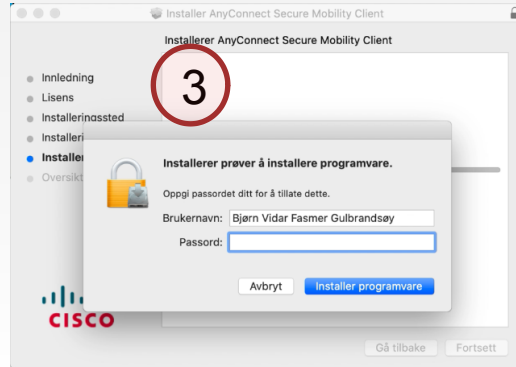 Installer AnyConnect Secure Mobility Client
Installerer AnyConnect Secure Mobility Client
Innledning
Lisens
Installeringssted
Installeri
Installe
Oversikt
3
Installerer prøver å installere programvare.
Oppgi passordet ditt for å tillate dette.
Brukernavn: Bjørn Vidar Fasmer Gulbrandsøy
Passord:
Avbryt Installer programvare
CISCO
Gå tilbake Fortsett